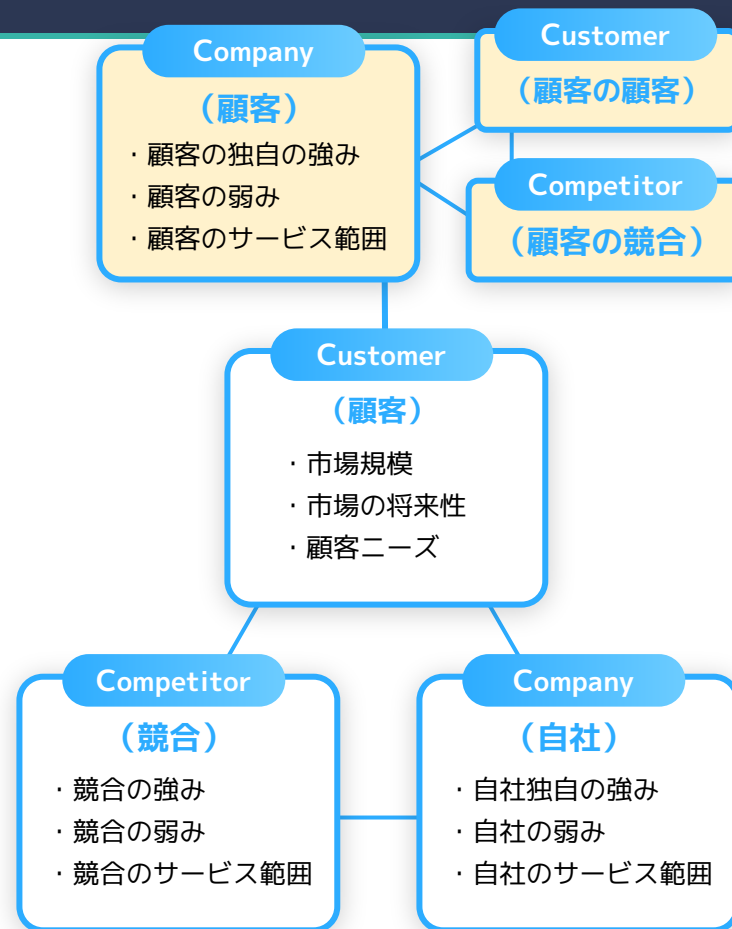 Company
（顧客）
・顧客の独自の強み
・顧客の弱み
・顧客のサービス範囲
Customer
（顧客の顧客）
Competitor
（顧客の競合）
Customer
（顧客）
・市場規模
・市場の将来性
・顧客ニーズ
Competitor
（競合）
・競合の強み
・競合の弱み
・競合のサービス範囲
Company
（自社）
・自社独自の強み
・自社の弱み
・自社のサービス範囲